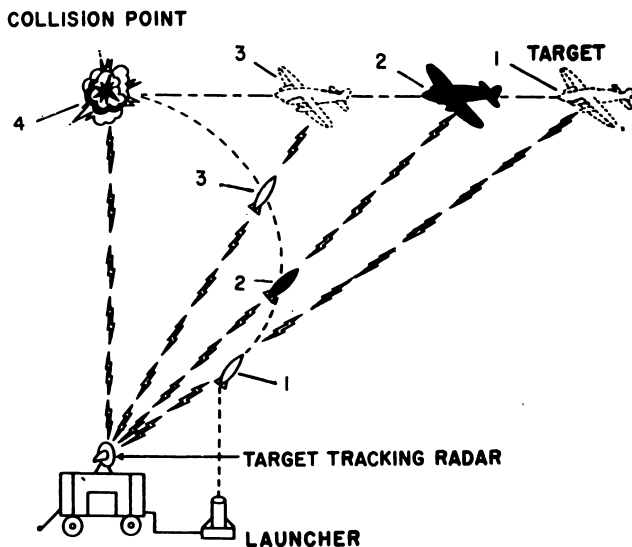 COLLISION POINT
3
2
1 TARGET
4
3
2
1
TARGET TRACKING RADAR
LAUNCHER